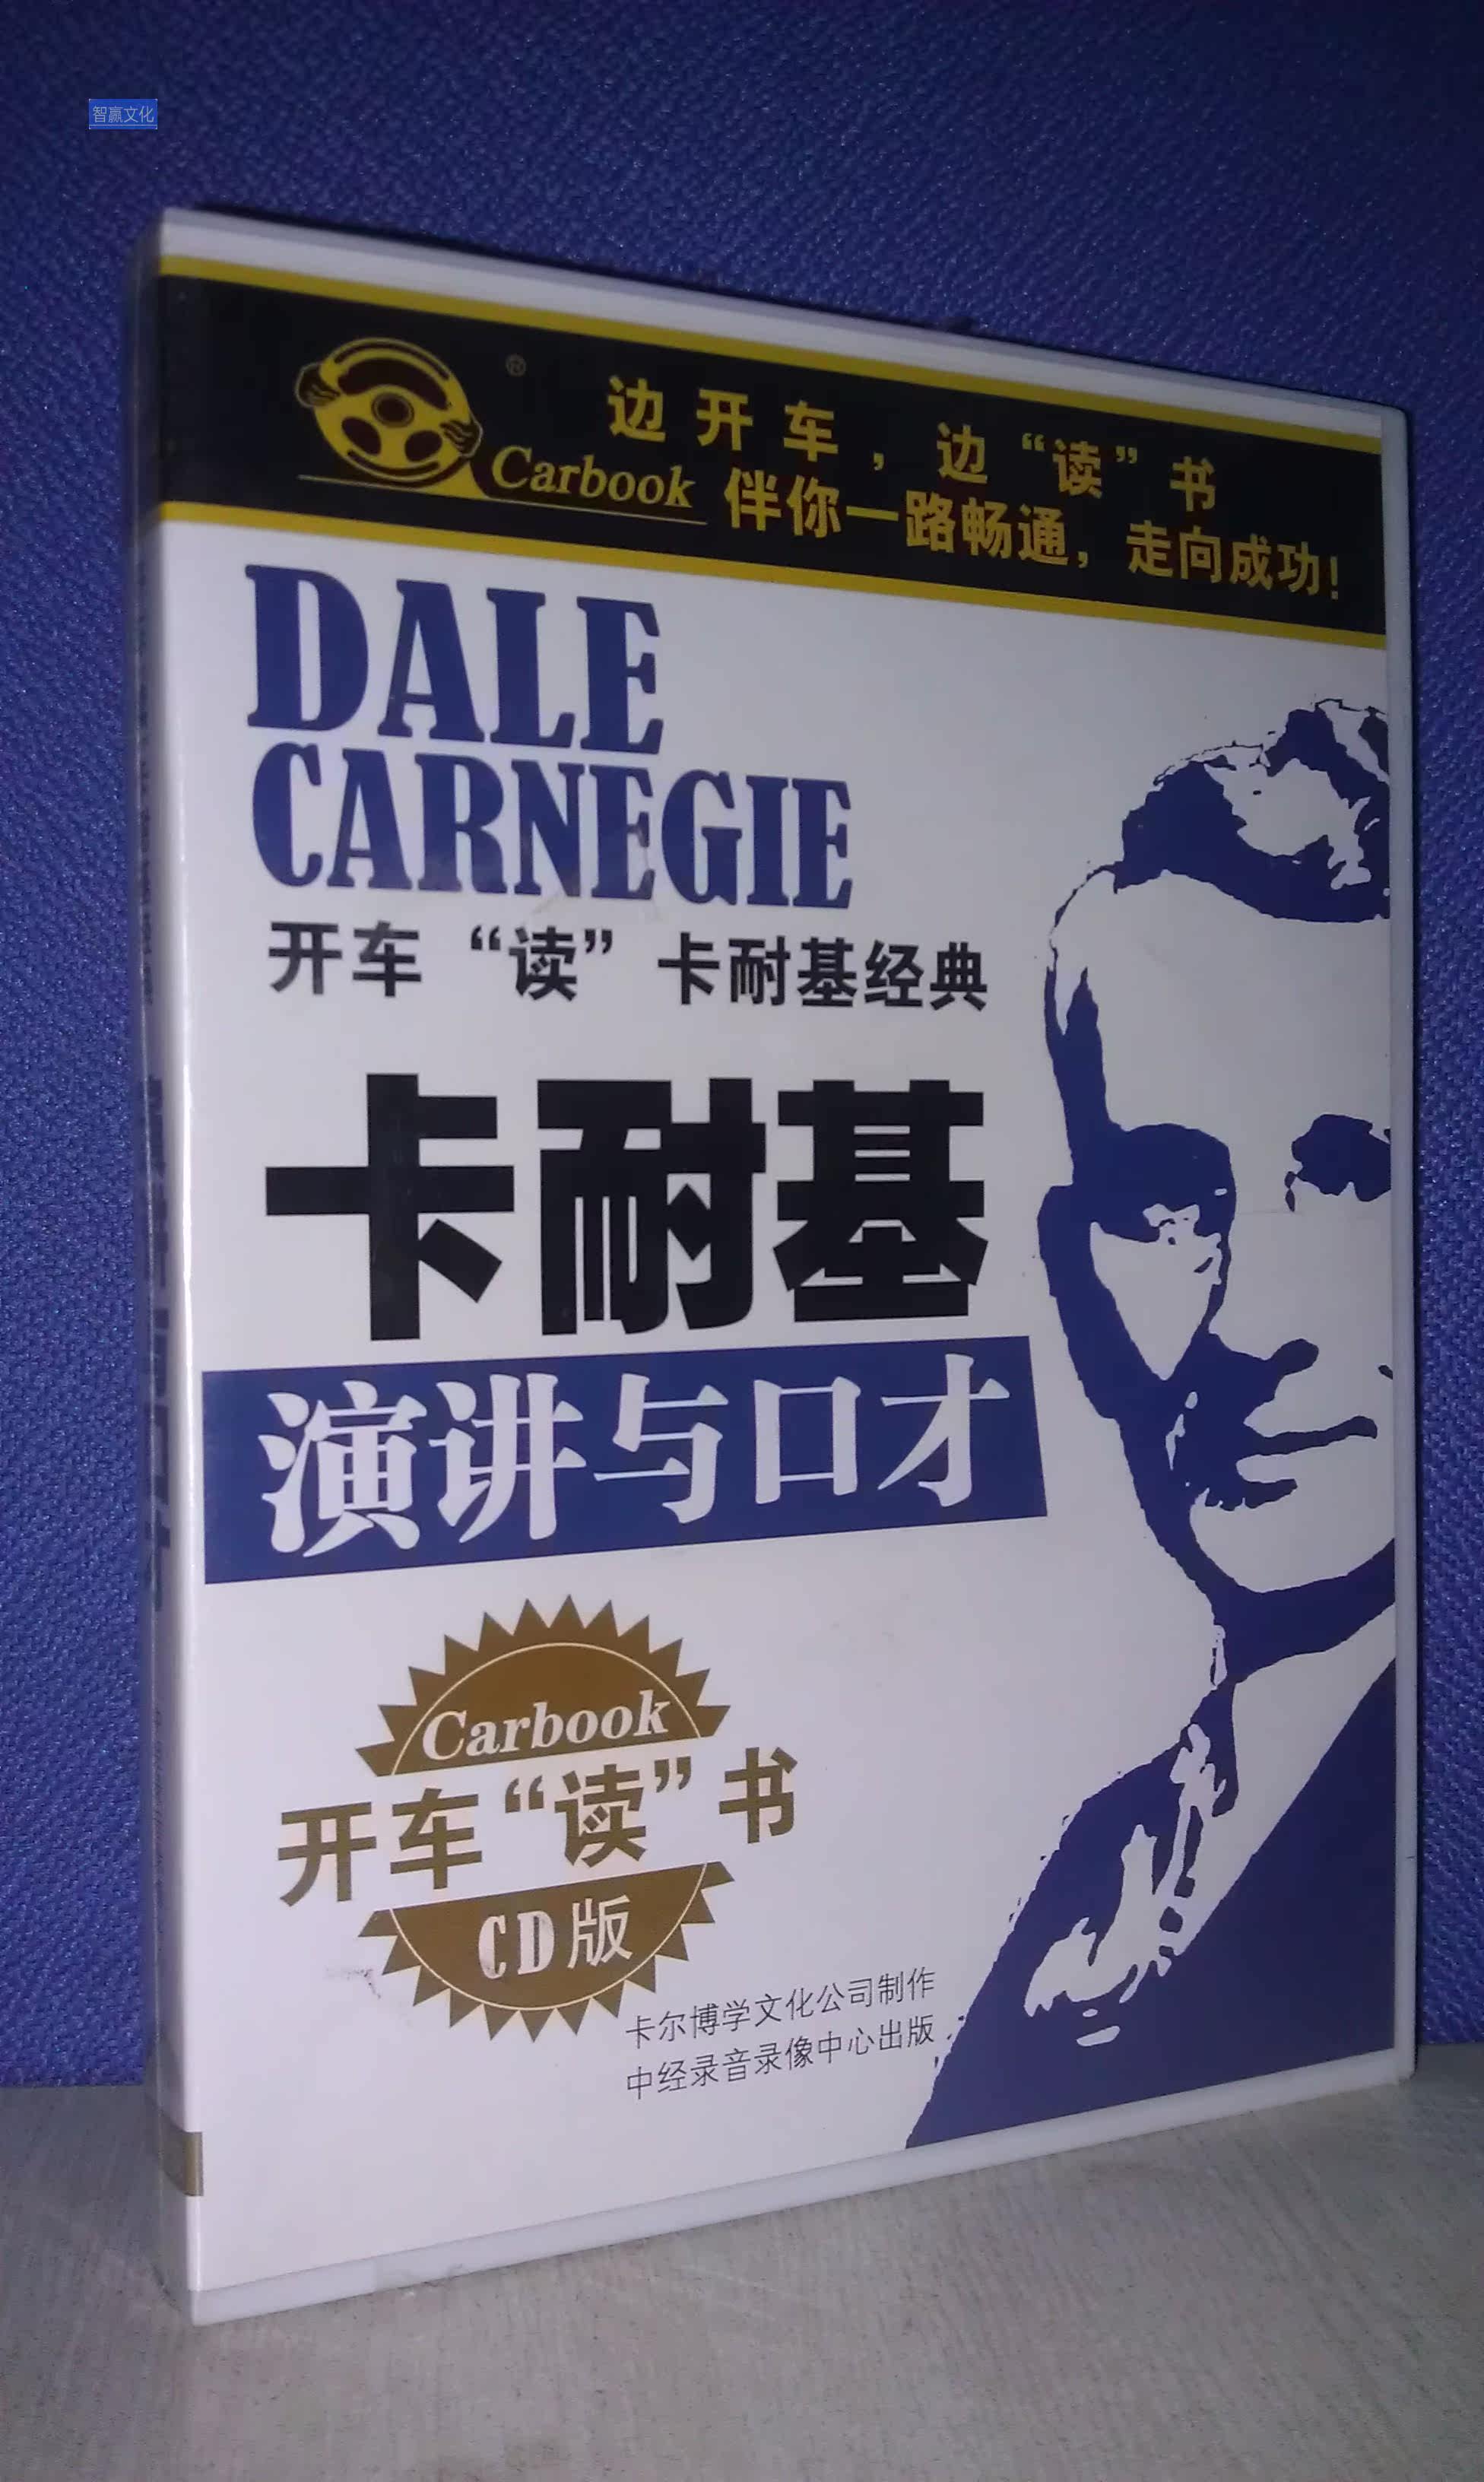 智赢文化
®
边开车，边“读”书
Carbook 伴你一路畅通，走向成功！
DALE
CARNEGIE
开车“读”卡耐基经典
卡耐基
演讲与口才
Carbook
开车“读”书
CD版
卡尔博学文化公司制作
中经录音录像中心出版